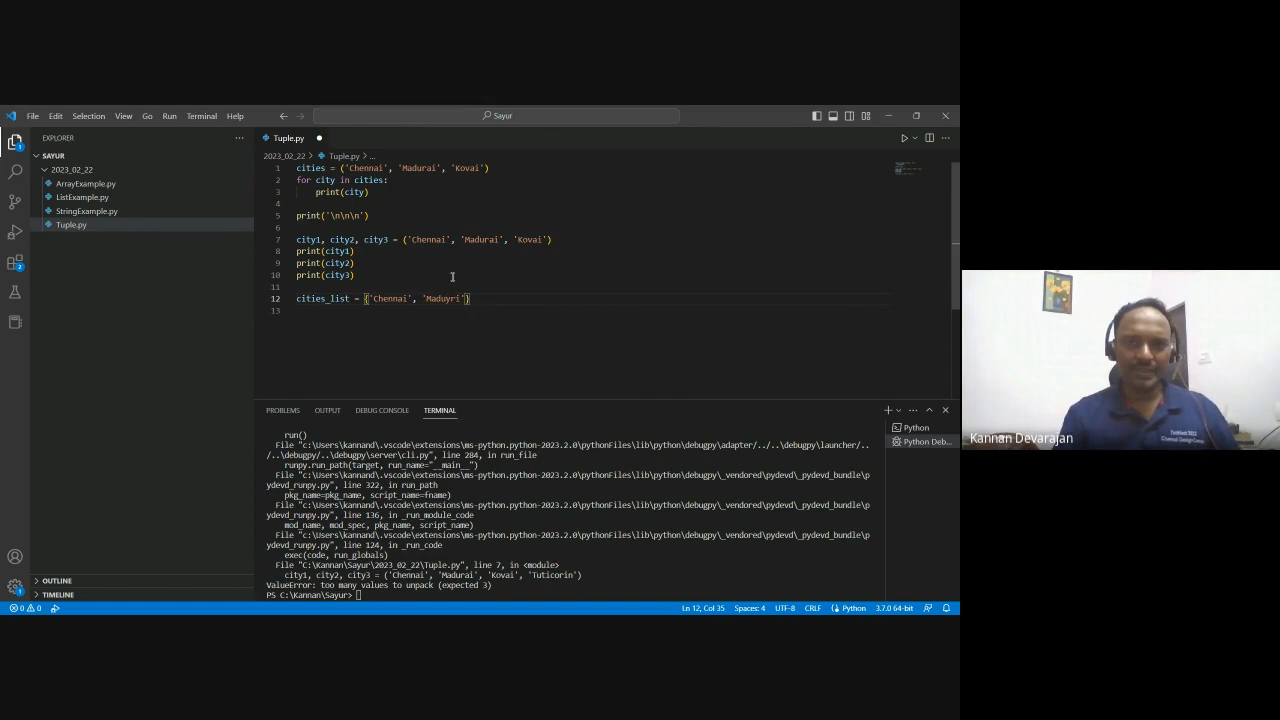 File Edit Selection View Go Run Terminal Help
Sayur
EXPLORER
SAYUR
2023_02_22
ArrayExample.py
ListExample.py
StringExample.py
Tuple.py
OUTLINE
TIMELINE
Tuple.py
2023_02_22 > Tuple.py > ...
1 cities = ('Chennai', 'Madurai', 'Kovai')
2 for city in cities:
3 print(city)
4
5 print('\n\n\n')
6
7 city1, city2, city3 = ('Chennai', 'Madurai', 'Kovai')
8 print(city1)
9 print(city2)
10 print(city3)
11
12 cities_list = {'Chennai', 'Maduyri'}
13
PROBLEMS OUTPUT DEBUG CONSOLE TERMINAL
Python
Python Deb...
run()
File "c:\Users\kannand\.vscode\extensions\ms-python.python-2023.2.0\pythonFiles\lib\python\debugpy\adapter/../..\debugpy\launcher/..
/..\debugpy/..\debugpy\server\cli.py", line 284, in run_file
runpy.run_path(target, run_name="__main__")
File "c:\Users\kannand\.vscode\extensions\ms-python.python-2023.2.0\pythonFiles\lib\python\debugpy\_vendored\pydevd\_pydevd_bundle\p
ydevd_runpy.py", line 322, in run_path
pkg_name=pkg_name, script_name=fname)
File "c:\Users\kannand\.vscode\extensions\ms-python.python-2023.2.0\pythonFiles\lib\python\debugpy\_vendored\pydevd\_pydevd_bundle\p
ydevd_runpy.py", line 136, in _run_module_code
mod_name, mod_spec, pkg_name, script_name)
File "c:\Users\kannand\.vscode\extensions\ms-python.python-2023.2.0\pythonFiles\lib\python\debugpy\_vendored\pydevd\_pydevd_bundle\p
ydevd_runpy.py", line 124, in _run_code
exec(code, run_globals)
File "c:\Kannan\Sayur\2023_02_22\Tuple.py", line 7, in <module>
city1, city2, city3 = ('Chennai', 'Madurai', 'Kovai', 'Tuticorin')
ValueError: too many values to unpack (expected 3)
PS C:\Kannan\Sayur>
0 0 Ln 12, Col 35 Spaces: 4 UTF-8 CRLF Python 3.7.0 64-bit
Kannan Devarajan